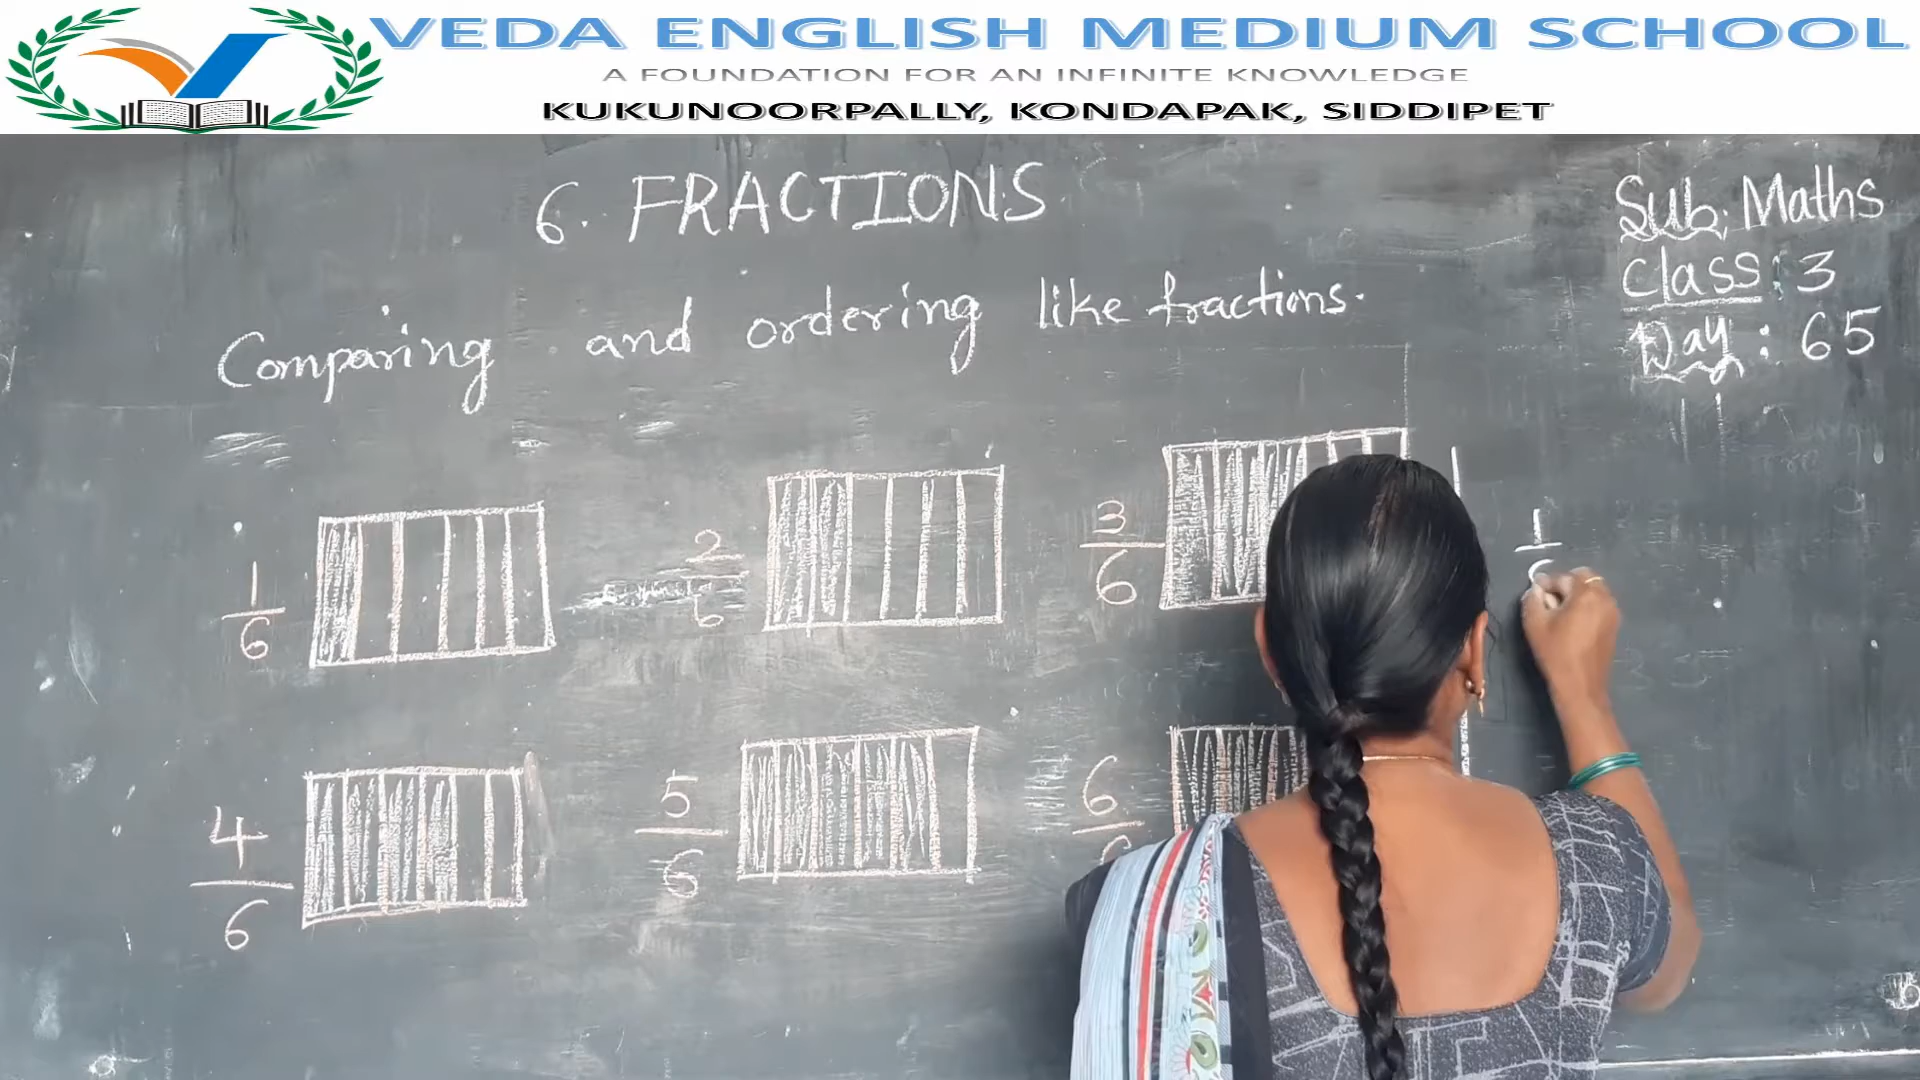 VEDA ENGLISH MEDIUM SCHOOL
A FOUNDATION FOR AN INFINITE KNOWLEDGE
KUKUNOORPALLY, KONDAPAK, SIDDIPET
6. FRACTIONS
Sub: Maths
Class: 3
Day: 65
Comparing and ordering like fractions.
1/6
2/6
3/6
1/
4/6
5/6
6/